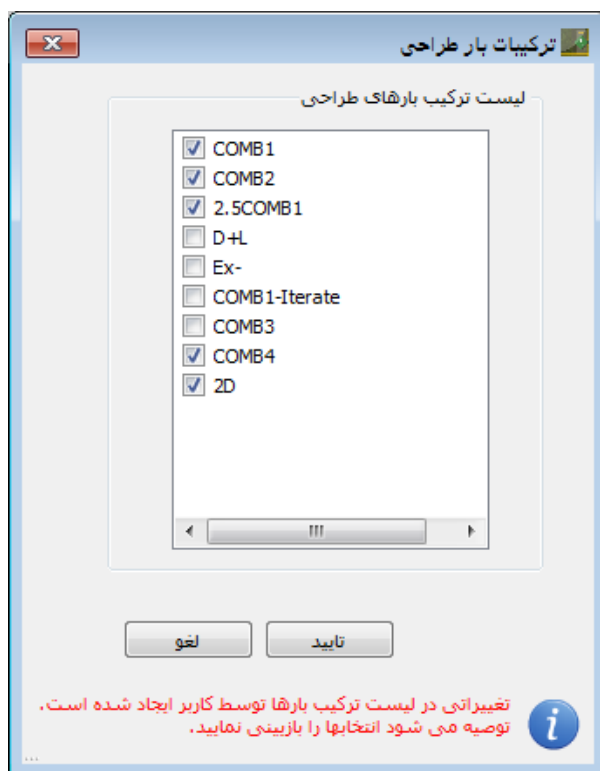 ترکیبات بار طراحی
لیست ترکیب بارهای طراحی
COMB1
COMB2
2.5COMB1
D+L
Ex-
COMB1-Iterate
COMB3
COMB4
2D
تایید
لغو
تغییراتی در لیست ترکیب بارها توسط کاربر ایجاد شده است.
توصیه می شود انتخابها را بازبینی نمایید.
...